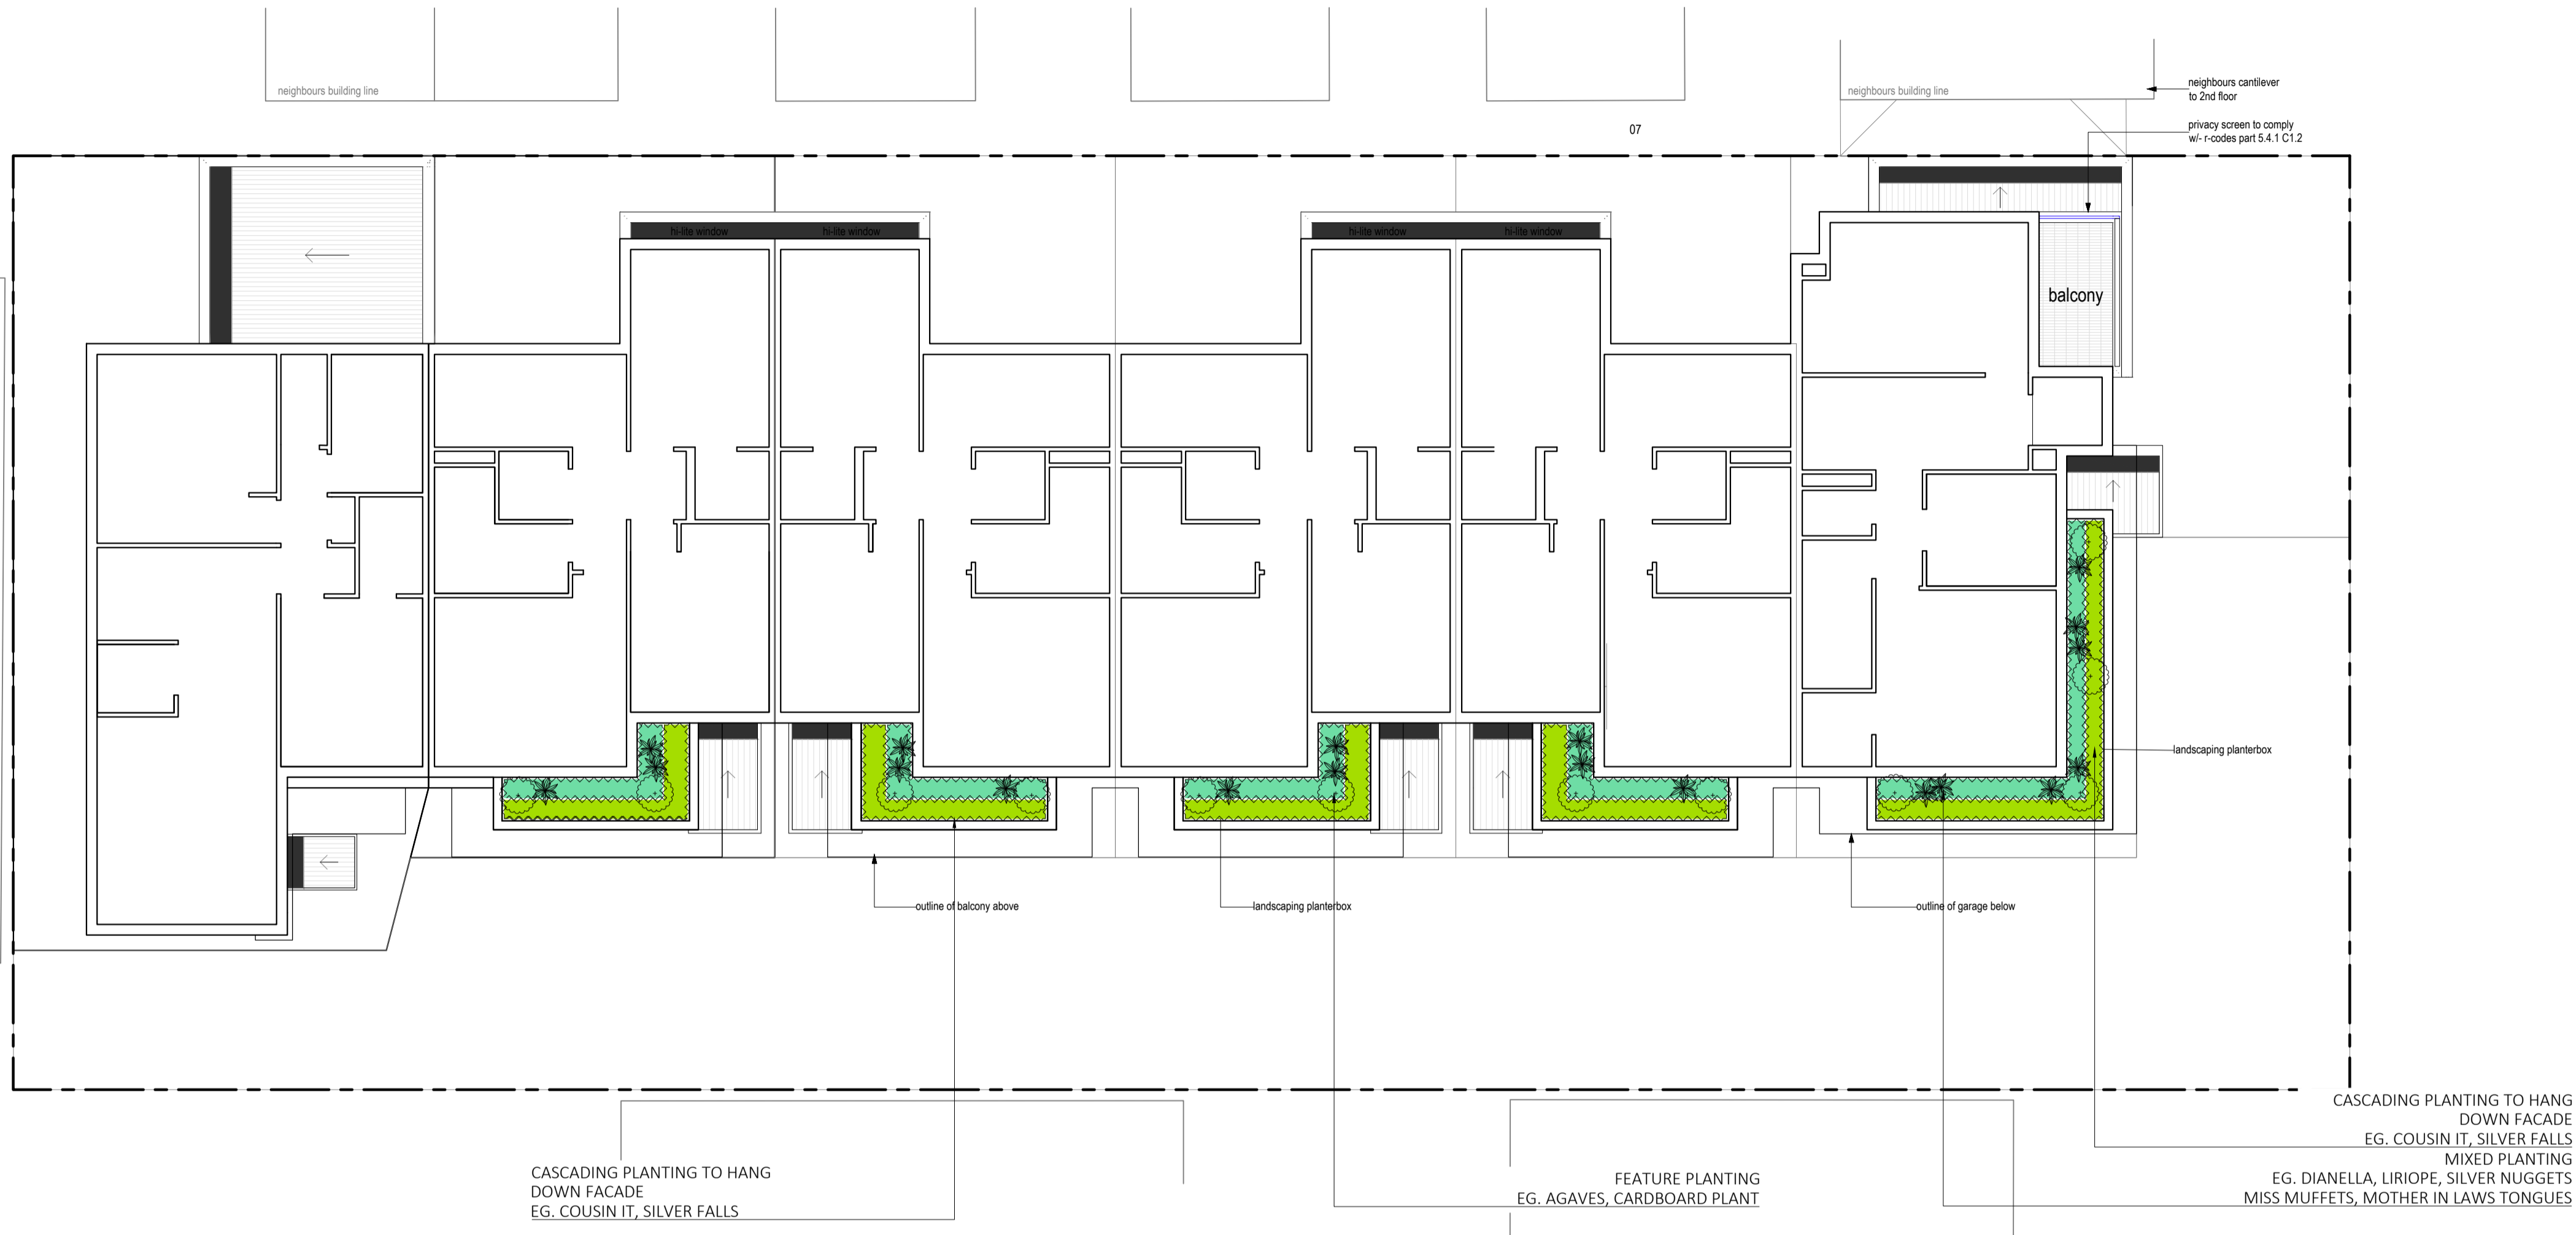 neighbours building line
neighbours building line
neighbours cantilever
to 2nd floor
07
privacy screen to comply
w/- r-codes part 5.4.1 C1.2
hi-lite window
hi-lite window
hi-lite window
hi-lite window
balcony
landscaping planterbox
outline of balcony above
landscaping planterbox
outline of garage below
CASCADING PLANTING TO HANG
DOWN FACADE
EG. COUSIN IT, SILVER FALLS
FEATURE PLANTING
EG. AGAVES, CARDBOARD PLANT
CASCADING PLANTING TO HANG
DOWN FACADE
EG. COUSIN IT, SILVER FALLS
MIXED PLANTING
EG. DIANELLA, LIRIOPE, SILVER NUGGETS
MISS MUFFETS, MOTHER IN LAWS TONGUES